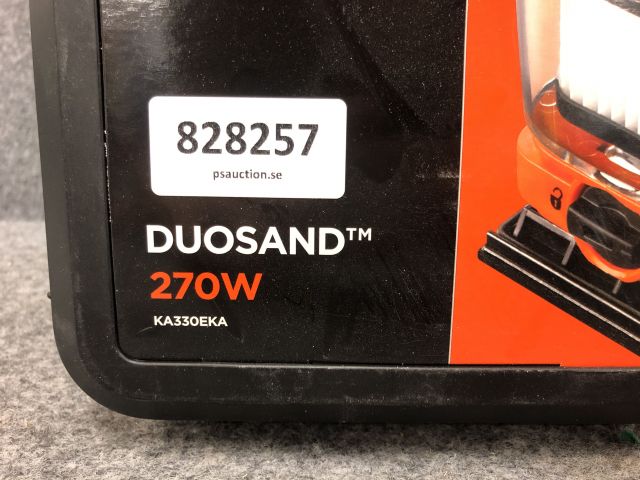 828257
psauction.se
DUOSAND™
270W
KA330EKA